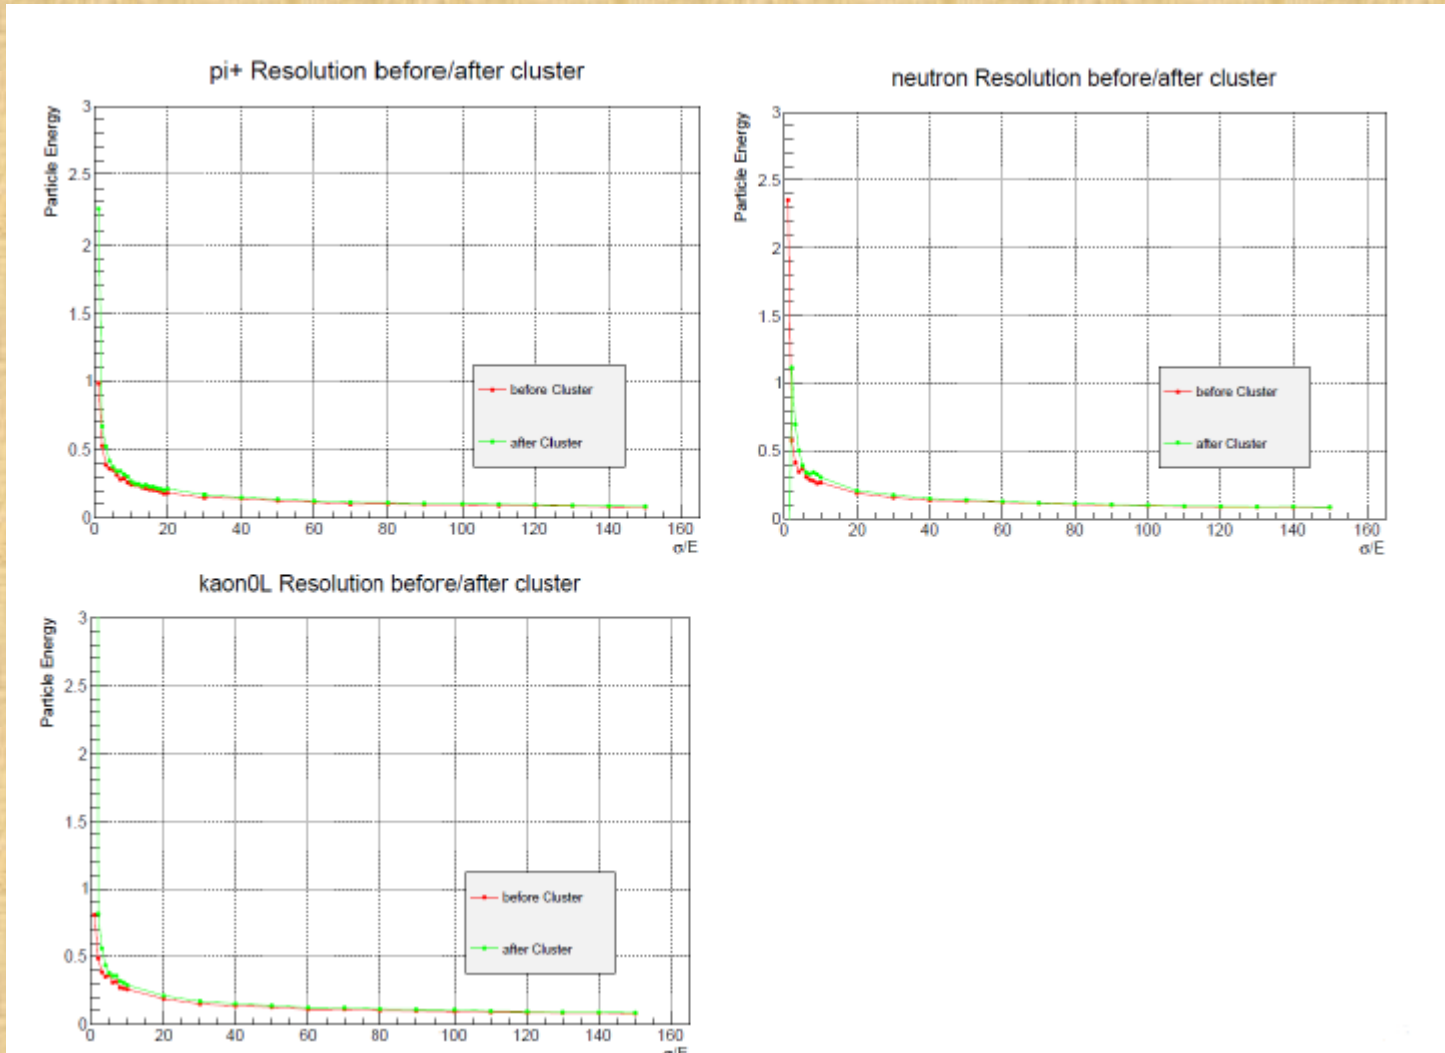 pi+ Resolution before/after cluster
Particle Energy
3
2.5
2
1.5
1
0.5
0
0 20 40 60 80 100 120 140 160
σ/E
before Cluster
after Cluster
neutron Resolution before/after cluster
Particle Energy
3
2.5
2
1.5
1
0.5
0
0 20 40 60 80 100 120 140 160
σ/E
before Cluster
after Cluster
kaon0L Resolution before/after cluster
Particle Energy
3
2.5
2
1.5
1
0.5
0
0 20 40 60 80 100 120 140 160
σ/E
before Cluster
after Cluster